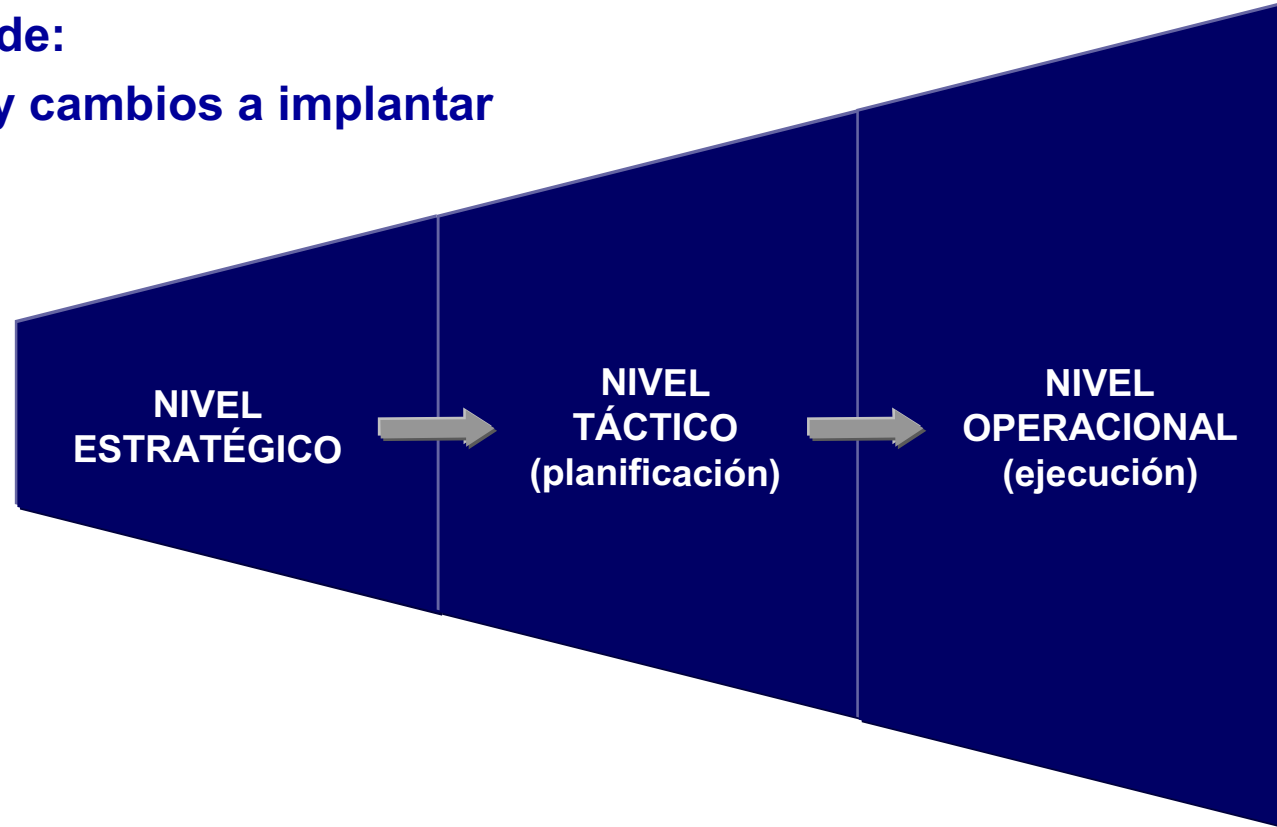 de:
y cambios a implantar
NIVEL
ESTRATÉGICO
NIVEL
TÁCTICO
(planificación)
NIVEL
OPERACIONAL
(ejecución)